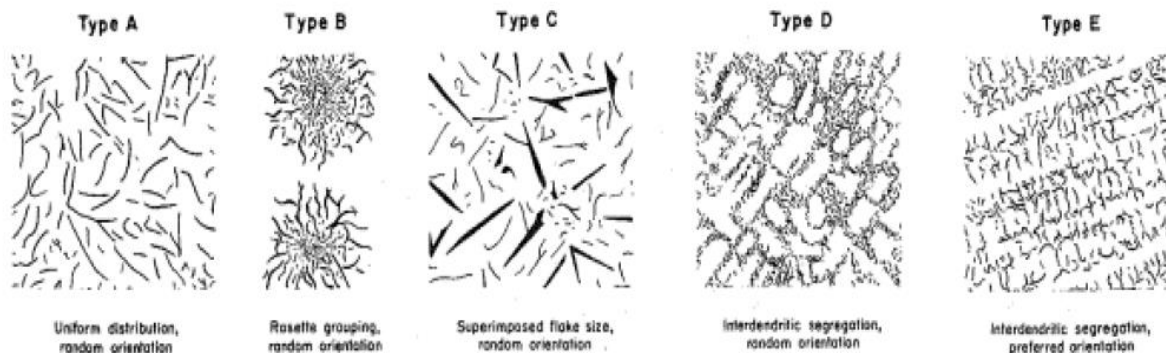 Type A
Type B
Type C
Type D
Type E
Uniform distribution,
random orientation
Rosette grouping,
random orientation
Superimposed flake size,
random orientation
Interdendritic segregation,
random orientation
Interdendritic segregation,
preferred orientation